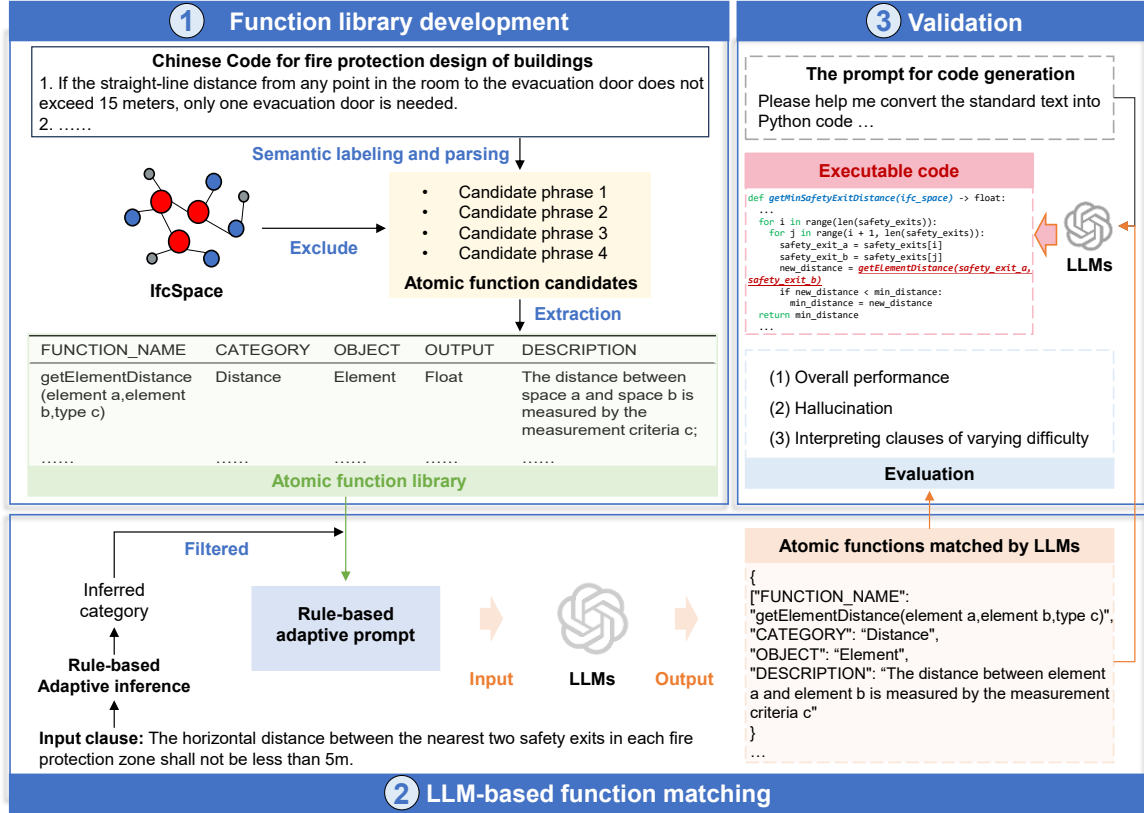 1 Function library development
Chinese Code for fire protection design of buildings
1. If the straight-line distance from any point in the room to the evacuation door does not
exceed 15 meters, only one evacuation door is needed.
2. ……
Semantic labeling and parsing
IfcSpace
Exclude
• Candidate phrase 1
• Candidate phrase 2
• Candidate phrase 3
• Candidate phrase 4
Atomic function candidates
Extraction
FUNCTION_NAME CATEGORY OBJECT OUTPUT DESCRIPTION
getElementDistance Distance Element Float The distance between
(element a,element space a and space b is
b,type c) measured by the
measurement criteria c;
…… …… …… …… ……
Atomic function library
3 Validation
The prompt for code generation
Please help me convert the standard text into
Python code …
Executable code
def getMinSafetyExitDistance(ifc_space) -> float:
...
for i in range(len(safety_exits)):
for j in range(i + 1, len(safety_exits)):
safety_exit_a = safety_exits[i]
safety_exit_b = safety_exits[j]
new_distance = getElementDistance(safety_exit_a,
safety_exit_b)
if new_distance < min_distance:
min_distance = new_distance
return min_distance
...
LLMs
(1) Overall performance
(2) Hallucination
(3) Interpreting clauses of varying difficulty
Evaluation
Filtered
Inferred
category
Rule-based
Adaptive inference
Rule-based
adaptive prompt
Input
LLMs
Output
Input clause: The horizontal distance between the nearest two safety exits in each fire
protection zone shall not be less than 5m.
Atomic functions matched by LLMs
{
["FUNCTION_NAME":
"getElementDistance(element a,element b,type c)",
"CATEGORY": “Distance”,
"OBJECT": “Element”,
"DESCRIPTION": “The distance between element
a and element b is measured by the measurement
criteria c"
}
…
2 LLM-based function matching